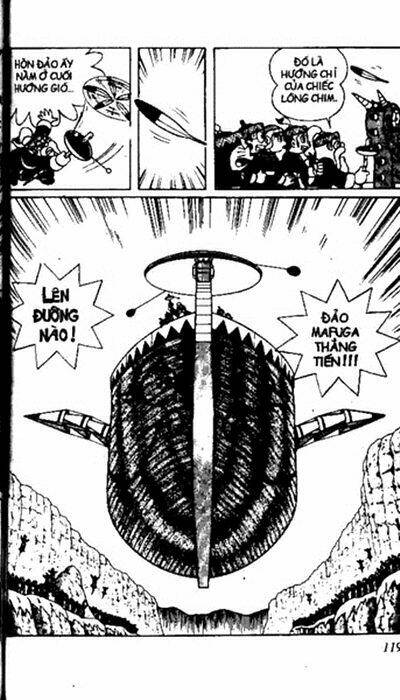 HÒN ĐẢO ẤY
NẰM Ở CUỐI
HƯỚNG GIÓ...
ĐÓ LÀ
HƯỚNG CHỈ
CỦA CHIẾC
LÔNG CHIM.
LÊN
ĐƯỜNG
NÀO!
ĐẢO
MAFUGA
THẲNG
TIẾN!!!
119